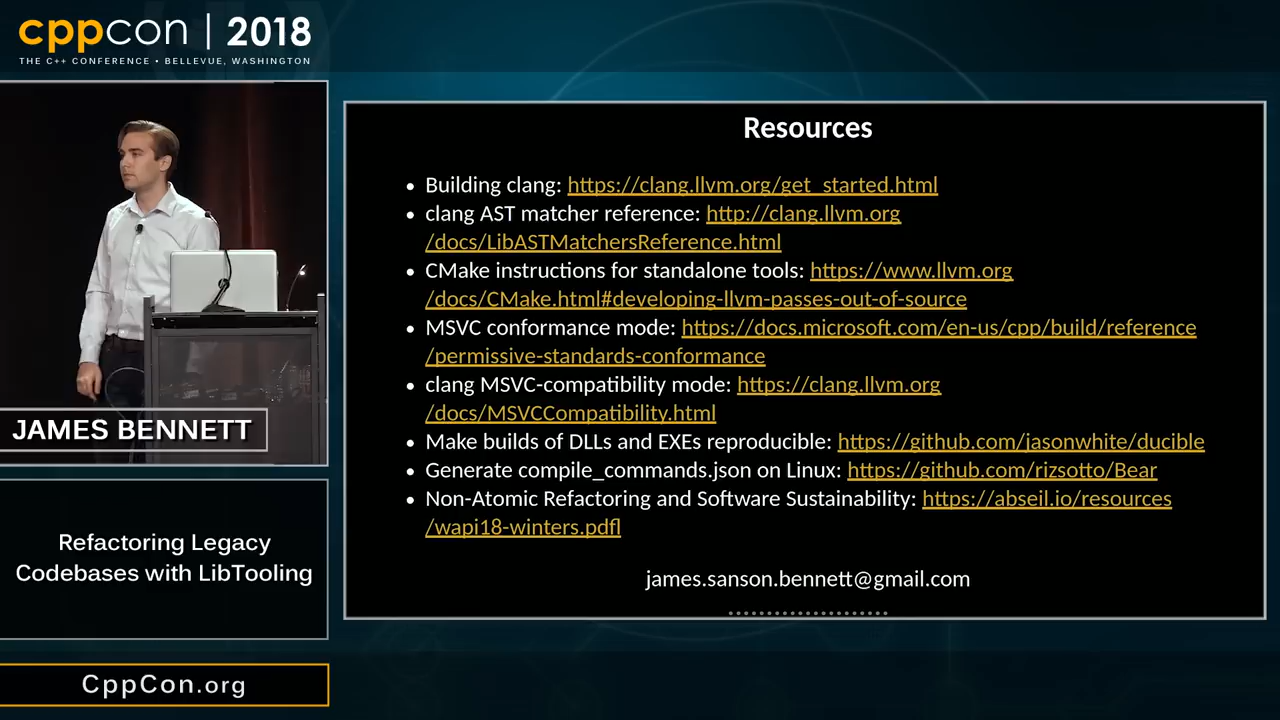 cppcon | 2018
THE C++ CONFERENCE • BELLEVUE, WASHINGTON
JAMES BENNETT
Refactoring Legacy
Codebases with LibTooling
CppCon.org
Resources
• Building clang: https://clang.llvm.org/get_started.html
• clang AST matcher reference: http://clang.llvm.org
/docs/LibASTMatchersReference.html
• CMake instructions for standalone tools: https://www.llvm.org
/docs/CMake.html#developing-llvm-passes-out-of-source
• MSVC conformance mode: https://docs.microsoft.com/en-us/cpp/build/reference
/permissive-standards-conformance
• clang MSVC-compatibility mode: https://clang.llvm.org
/docs/MSVCCompatibility.html
• Make builds of DLLs and EXEs reproducible: https://github.com/jasonwhite/ducible
• Generate compile_commands.json on Linux: https://github.com/rizsotto/Bear
• Non-Atomic Refactoring and Software Sustainability: https://abseil.io/resources
/wapi18-winters.pdfl
james.sanson.bennett@gmail.com